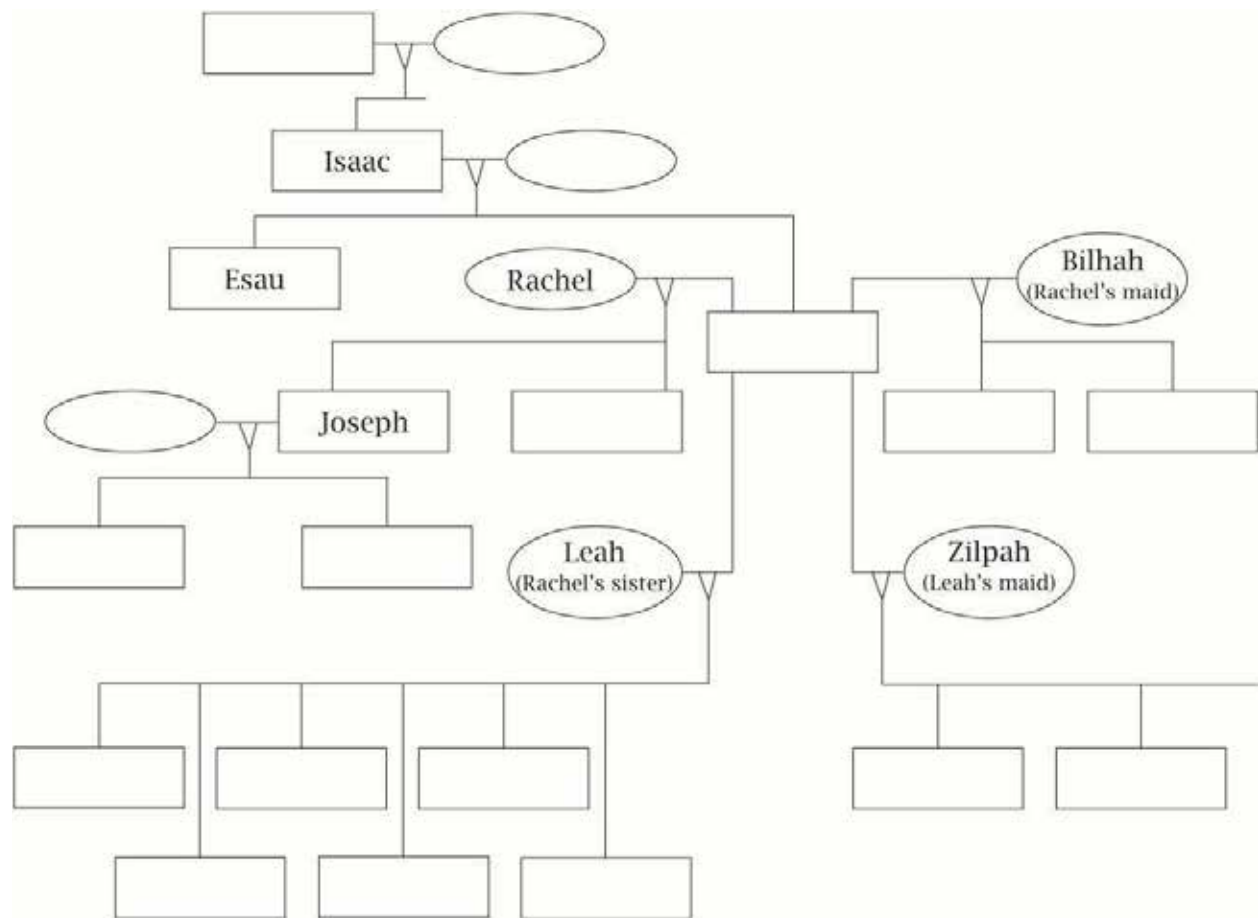 Isaac
Esau
Rachel
Bilhah
(Rachel's maid)
Joseph
Leah
(Rachel's sister)
Zilpah
(Leah's maid)